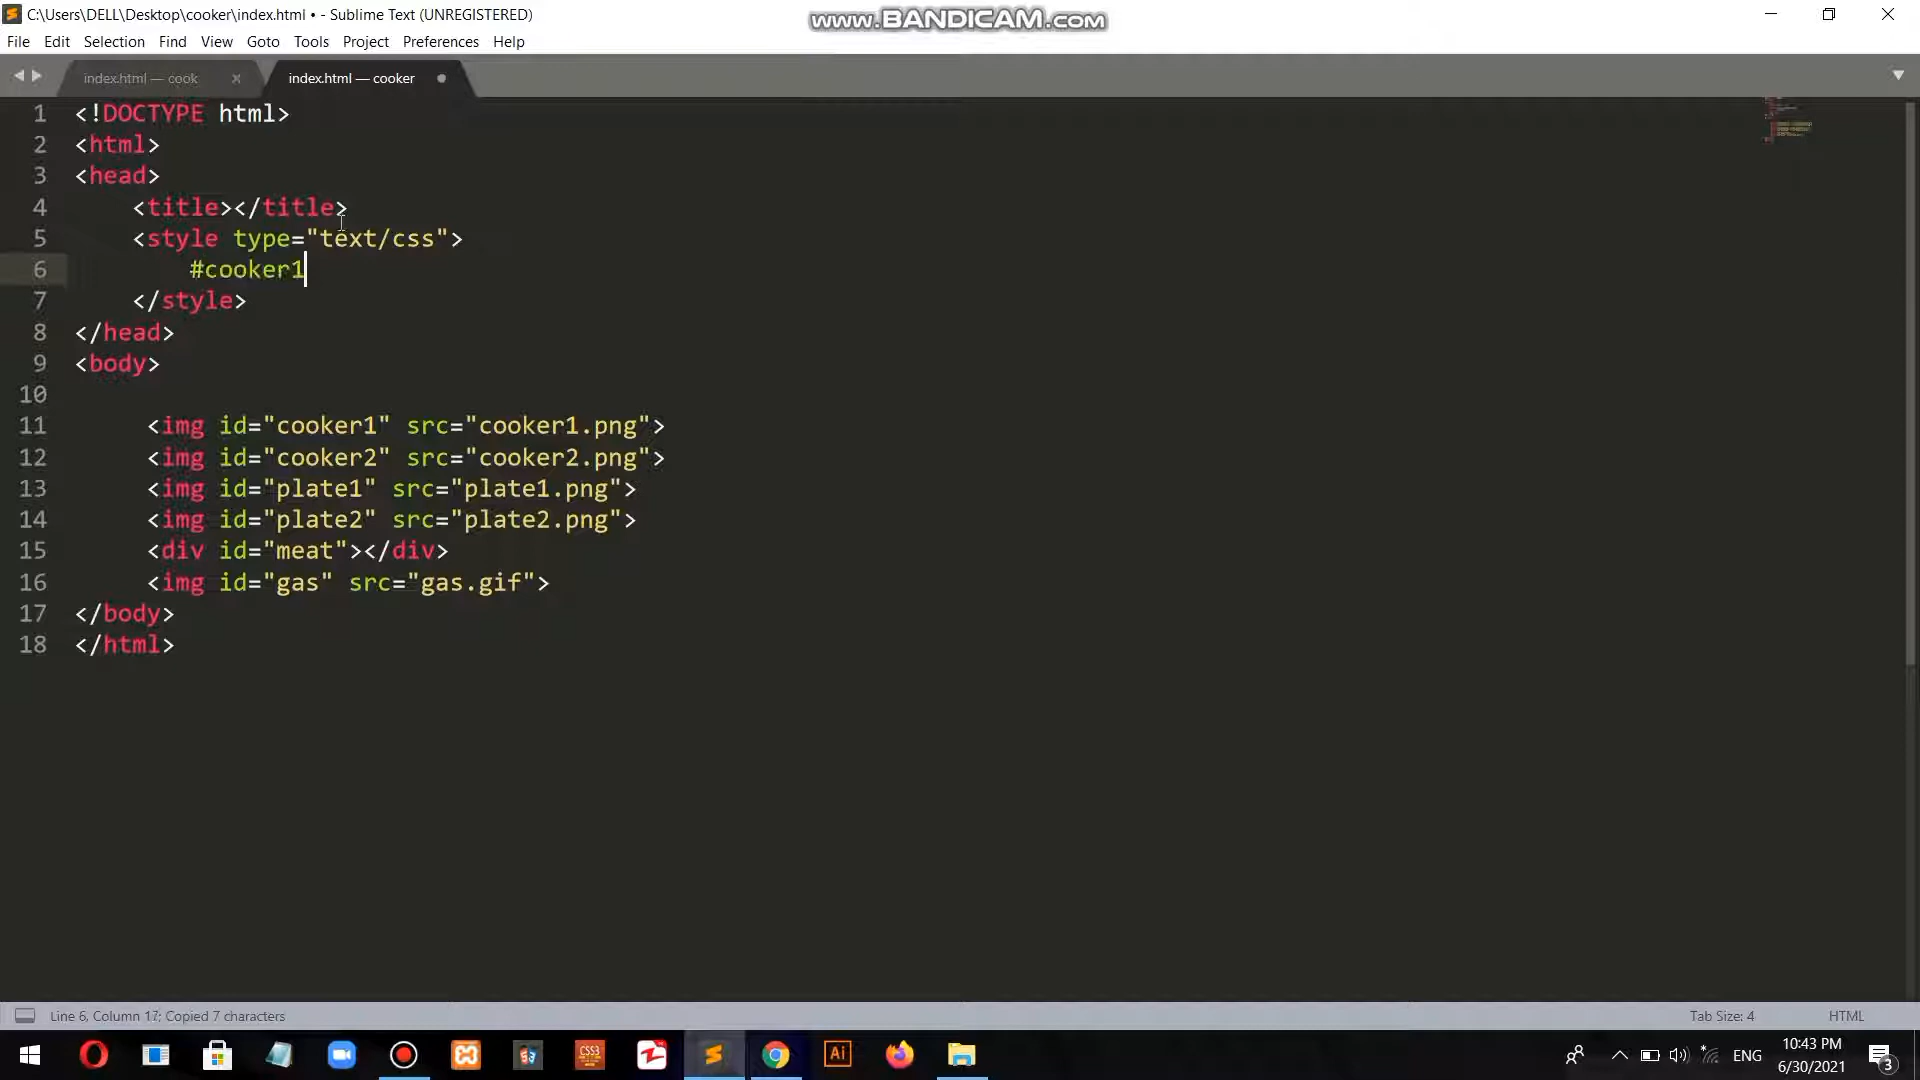 C:\Users\DELL\Desktop\cooker\index.html • - Sublime Text (UNREGISTERED)
www.BANDICAM.com
File Edit Selection Find View Goto Tools Project Preferences Help
index.html — cook
index.html — cooker
1 <!DOCTYPE html>
2 <html>
3 <head>
4 <title></title>
5 <style type="text/css">
6 #cooker1
7 </style>
8 </head>
9 <body>
10
11 <img id="cooker1" src="cooker1.png">
12 <img id="cooker2" src="cooker2.png">
13 <img id="plate1" src="plate1.png">
14 <img id="plate2" src="plate2.png">
15 <div id="meat"></div>
16 <img id="gas" src="gas.gif">
17 </body>
18 </html>
Line 6, Column 17; Copied 7 characters
Tab Size: 4
HTML
CSS3
Ai
ENG
10:43 PM
6/30/2021
3